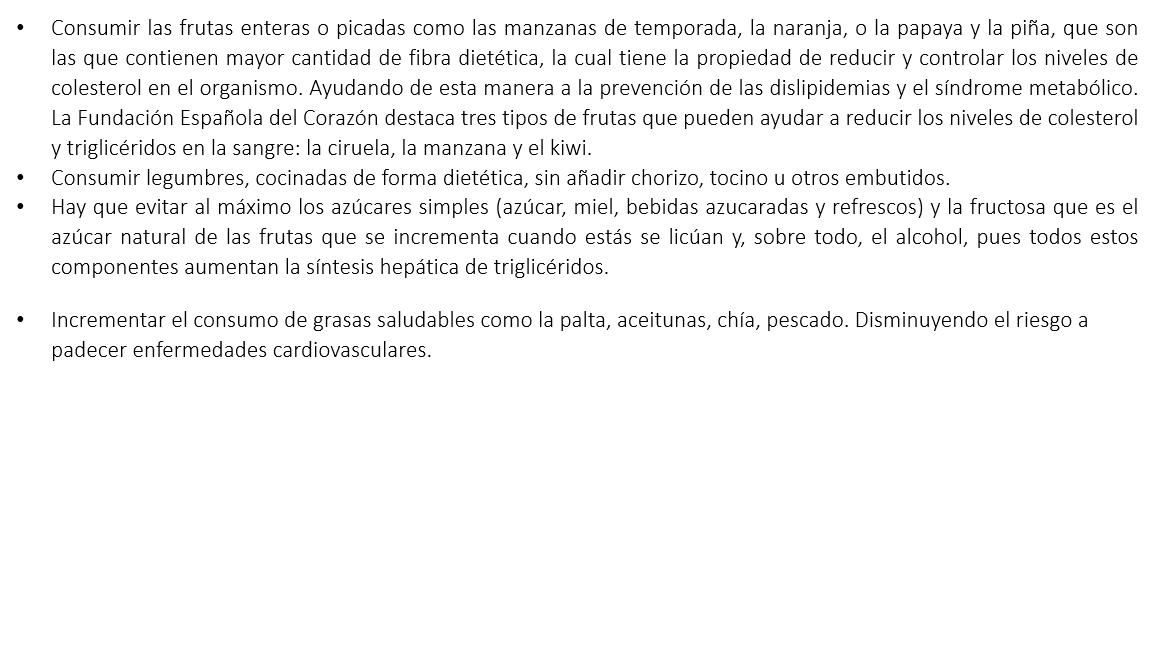 • Consumir las frutas enteras o picadas como las manzanas de temporada, la naranja, o la papaya y la piña, que son
las que contienen mayor cantidad de fibra dietética, la cual tiene la propiedad de reducir y controlar los niveles de
colesterol en el organismo. Ayudando de esta manera a la prevención de las dislipidemias y el síndrome metabólico.
La Fundación Española del Corazón destaca tres tipos de frutas que pueden ayudar a reducir los niveles de colesterol
y triglicéridos en la sangre: la ciruela, la manzana y el kiwi.
• Consumir legumbres, cocinadas de forma dietética, sin añadir chorizo, tocino u otros embutidos.
• Hay que evitar al máximo los azúcares simples (azúcar, miel, bebidas azucaradas y refrescos) y la fructosa que es el
azúcar natural de las frutas que se incrementa cuando estás se licúan y, sobre todo, el alcohol, pues todos estos
componentes aumentan la síntesis hepática de triglicéridos.
• Incrementar el consumo de grasas saludables como la palta, aceitunas, chía, pescado. Disminuyendo el riesgo a
padecer enfermedades cardiovasculares.